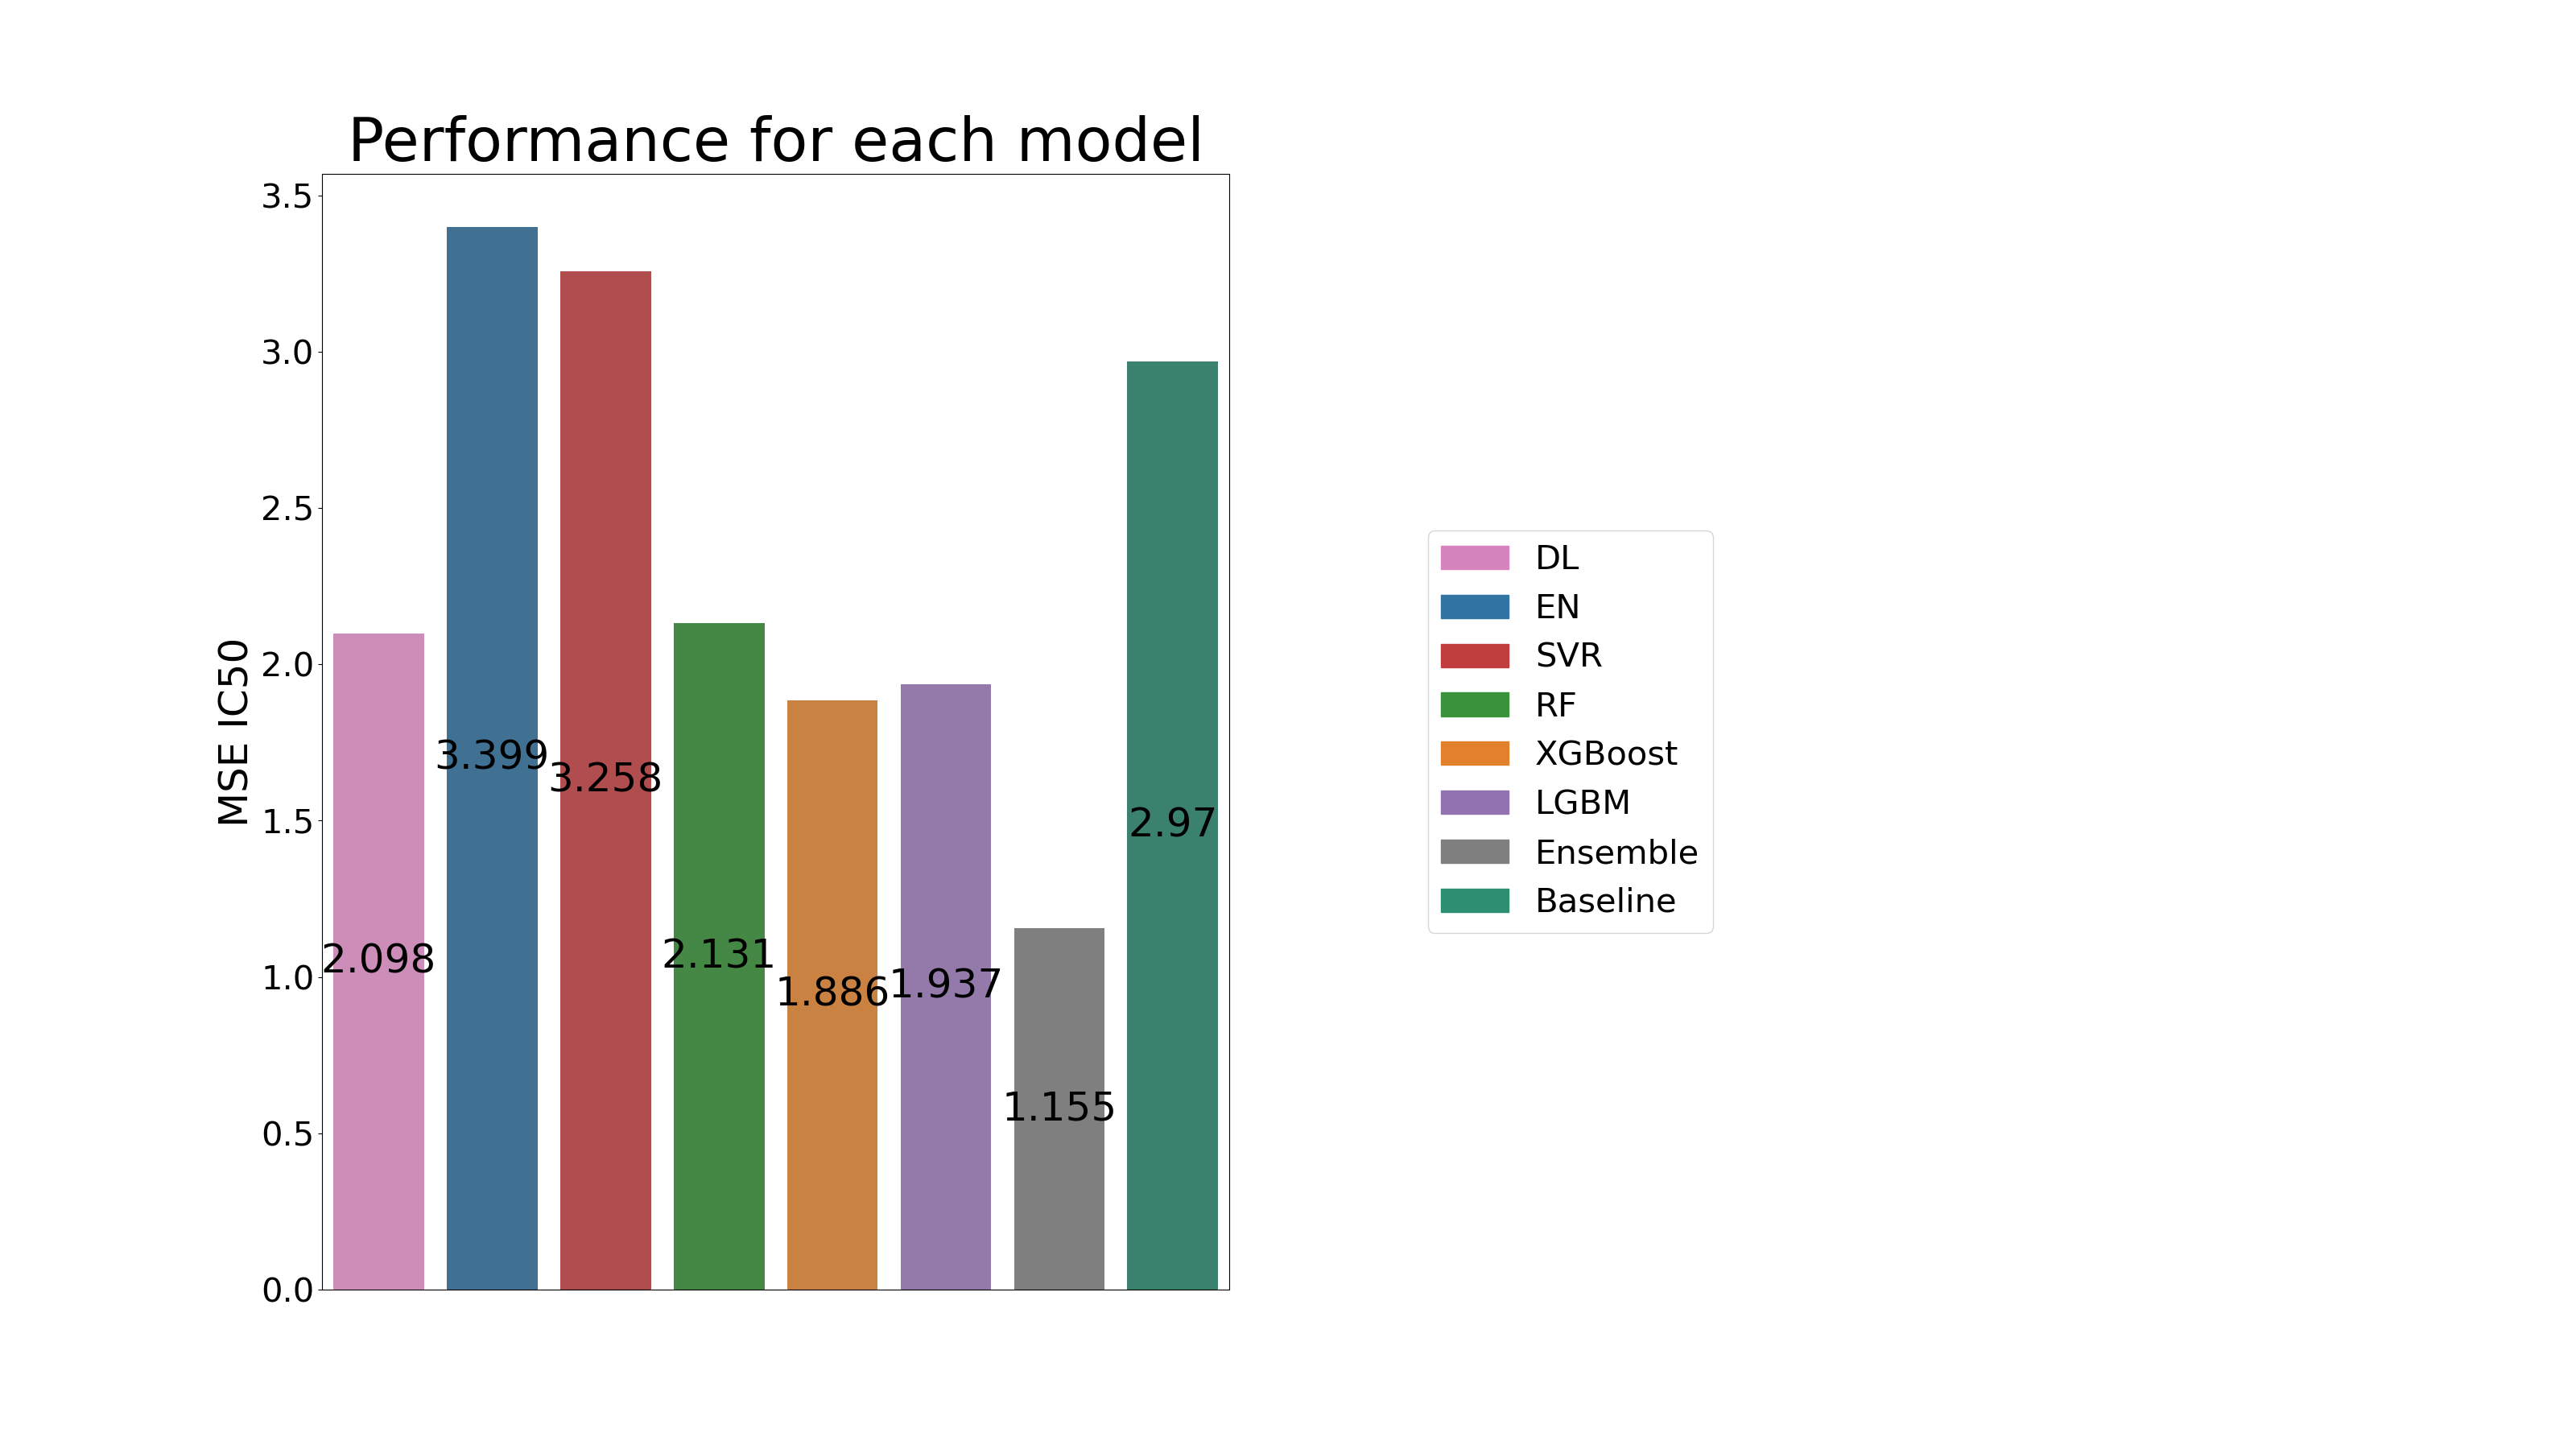 Performance for each model
3.5
3.0
2.5
2.0
1.5
1.0
0.5
0.0
MSE IC50
2.098
3.399
3.258
2.131
1.886
1.937
1.155
2.97
DL
EN
SVR
RF
XGBoost
LGBM
Ensemble
Baseline